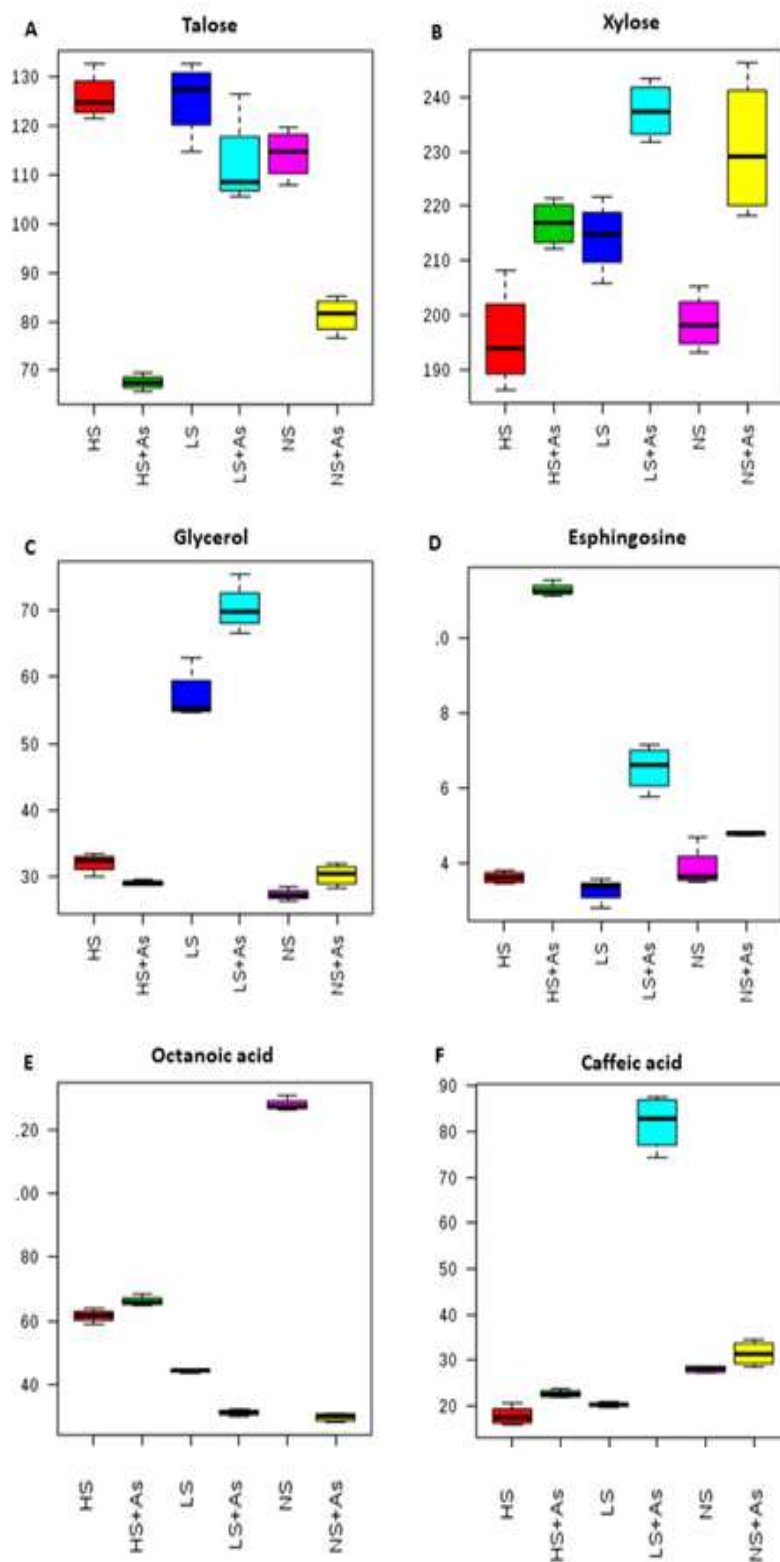 A Talose
130
120
110
100
90
80
70
HS
HS+As
LS
LS+As
NS
NS+As
B Xylose
240
230
220
210
200
190
HS
HS+As
LS
LS+As
NS
NS+As
C Glycerol
70
60
50
40
30
HS
HS+As
LS
LS+As
NS
NS+As
D Esphingosine
.0
8
6
4
HS
HS+As
LS
LS+As
NS
NS+As
E Octanoic acid
.20
.00
80
60
40
HS
HS+As
LS
LS+As
NS
NS+As
F Caffeic acid
90
80
70
60
50
40
30
20
HS
HS+As
LS
LS+As
NS
NS+As